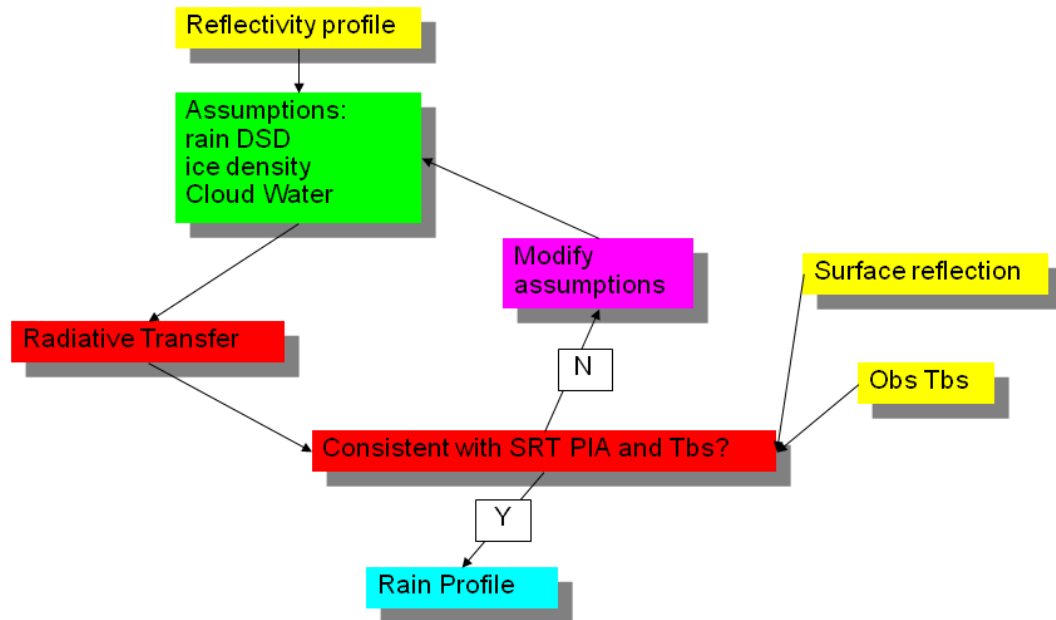 Reflectivity profile
Assumptions:
rain DSD
ice density
Cloud Water
Modify
assumptions
Surface reflection
Radiative Transfer
N
Obs Tbs
Consistent with SRT PIA and Tbs?
Y
Rain Profile